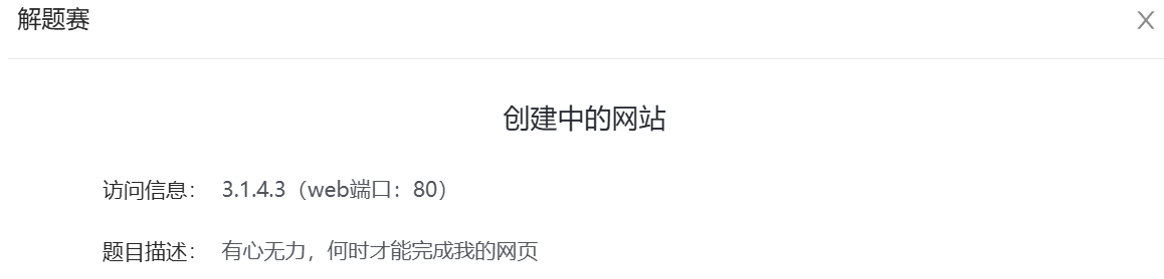 解题赛
创建中的网站
访问信息： 3.1.4.3（web端口：80）
题目描述： 有心无力，何时才能完成我的网页